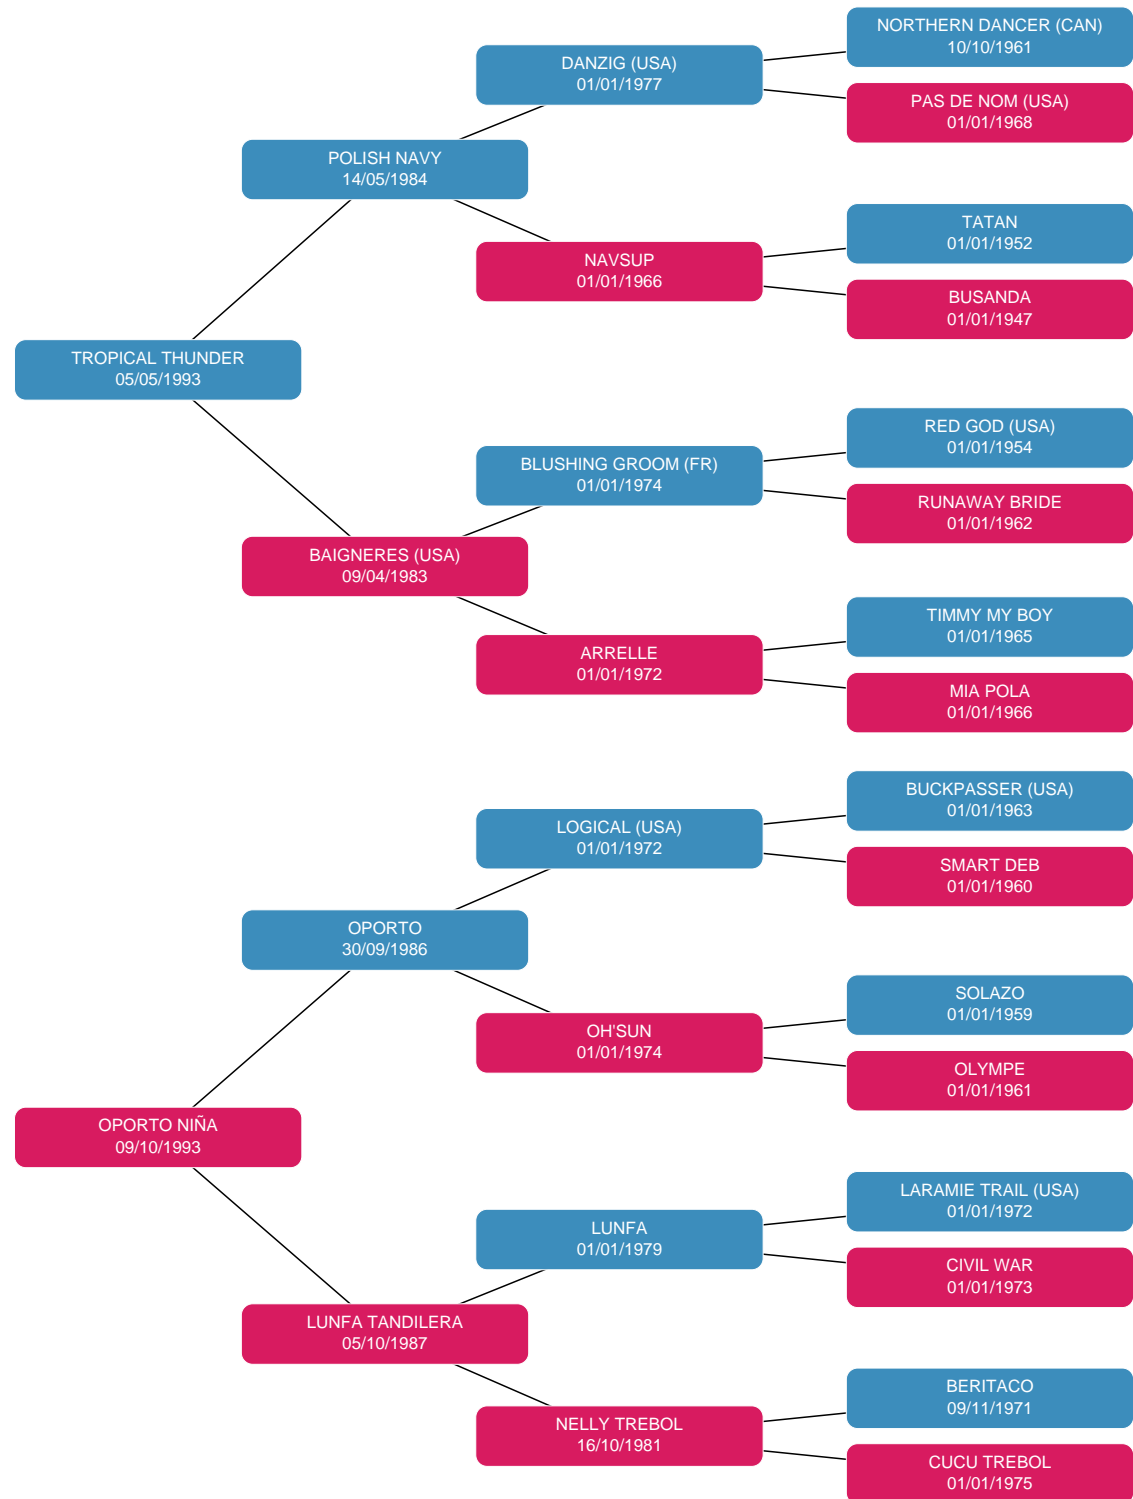 NORTHERN DANCER (CAN)
10/10/1961
DANZIG (USA)
01/01/1977
PAS DE NOM (USA)
01/01/1968
POLISH NAVY
14/05/1984
TATAN
01/01/1952
NAVSUP
01/01/1966
BUSANDA
01/01/1947
TROPICAL THUNDER
05/05/1993
RED GOD (USA)
01/01/1954
BLUSHING GROOM (FR)
01/01/1974
RUNAWAY BRIDE
01/01/1962
BAIGNERES (USA)
09/04/1983
TIMMY MY BOY
01/01/1965
ARRELLE
01/01/1972
MIA POLA
01/01/1966
BUCKPASSER (USA)
01/01/1963
LOGICAL (USA)
01/01/1972
SMART DEB
01/01/1960
OPORTO
30/09/1986
SOLAZO
01/01/1959
OH'SUN
01/01/1974
OLYMPE
01/01/1961
OPORTO NIÑA
09/10/1993
LARAMIE TRAIL (USA)
01/01/1972
LUNFA
01/01/1979
CIVIL WAR
01/01/1973
LUNFA TANDILERA
05/10/1987
BERITACO
09/11/1971
NELLY TREBOL
16/10/1981
CUCU TREBOL
01/01/1975